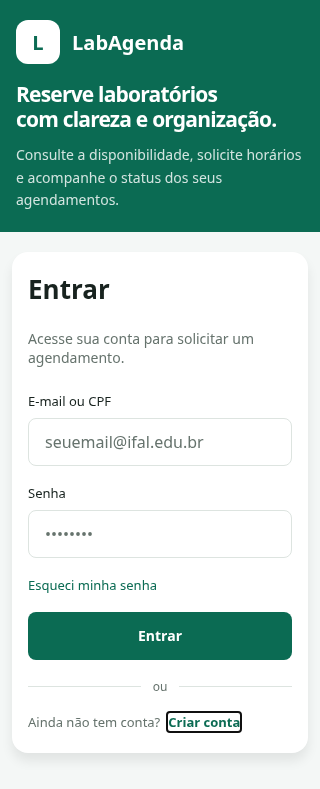 L
LabAgenda
Reserve laboratórios
com clareza e organização.
Consulte a disponibilidade, solicite horários
e acompanhe o status dos seus
agendamentos.
Entrar
Acesse sua conta para solicitar um
agendamento.
E-mail ou CPF
seuemail@ifal.edu.br
Senha
••••••••
Esqueci minha senha
Entrar
ou
Ainda não tem conta? Criar conta